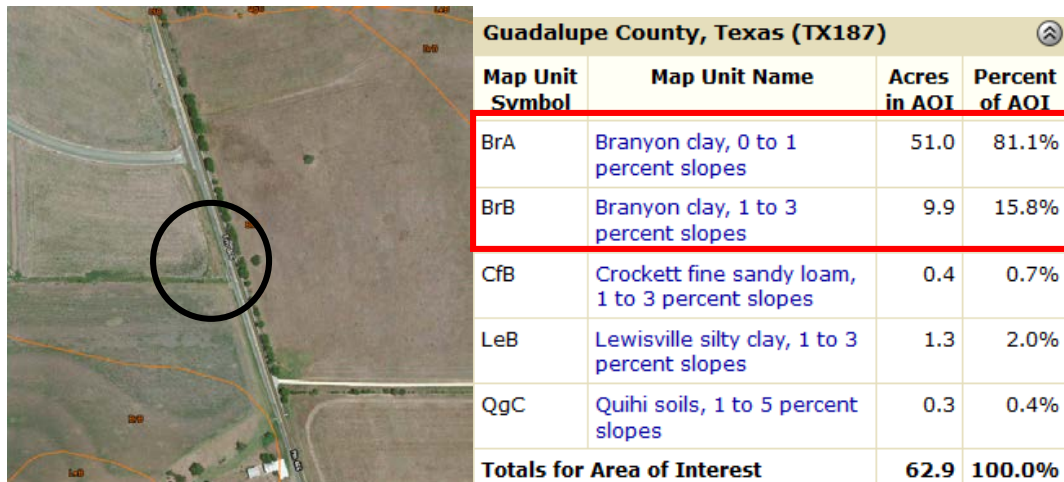 Guadalupe County, Texas (TX187)
Map Unit Symbol
Map Unit Name
Acres in AOI
Percent of AOI
BrA
Branyon clay, 0 to 1 percent slopes
51.0
81.1%
BrB
Branyon clay, 1 to 3 percent slopes
9.9
15.8%
CfB
Crockett fine sandy loam, 1 to 3 percent slopes
0.4
0.7%
LeB
Lewisville silty clay, 1 to 3 percent slopes
1.3
2.0%
QgC
Quihi soils, 1 to 5 percent slopes
0.3
0.4%
Totals for Area of Interest
62.9
100.0%
BrB
BrB
LeB